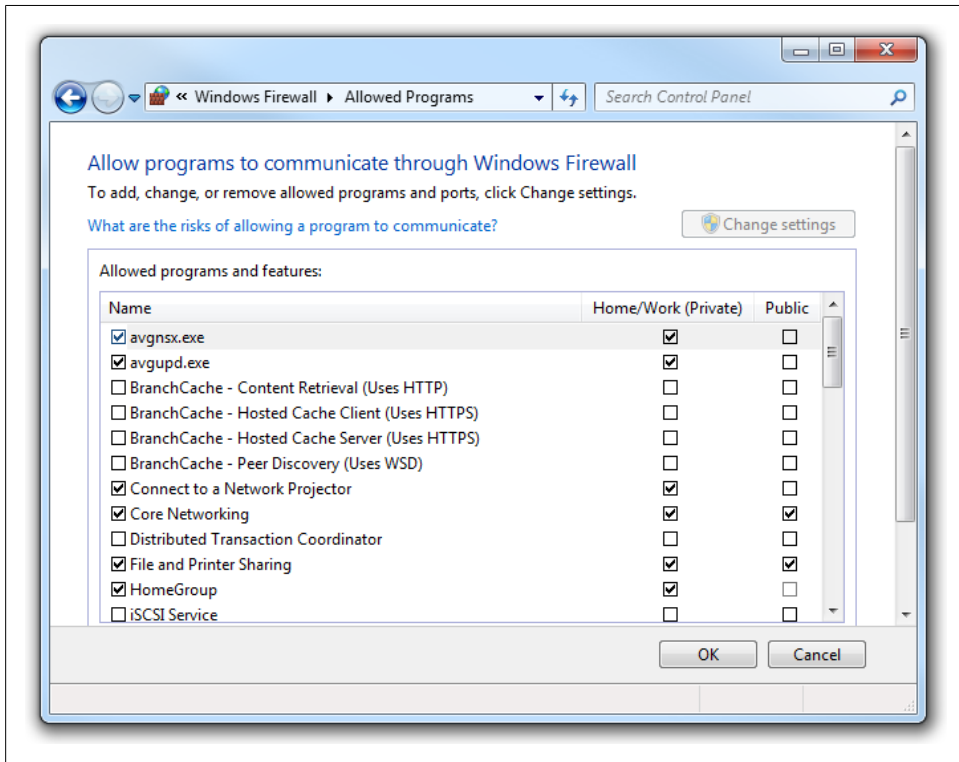 « Windows Firewall ▸ Allowed Programs
Search Control Panel
Allow programs to communicate through Windows Firewall
To add, change, or remove allowed programs and ports, click Change settings.
What are the risks of allowing a program to communicate?
Change settings
Allowed programs and features:
Name Home/Work (Private) Public
avgnsx.exe
avgupd.exe
BranchCache - Content Retrieval (Uses HTTP)
BranchCache - Hosted Cache Client (Uses HTTPS)
BranchCache - Hosted Cache Server (Uses HTTPS)
BranchCache - Peer Discovery (Uses WSD)
Connect to a Network Projector
Core Networking
Distributed Transaction Coordinator
File and Printer Sharing
HomeGroup
iSCSI Service
OK Cancel